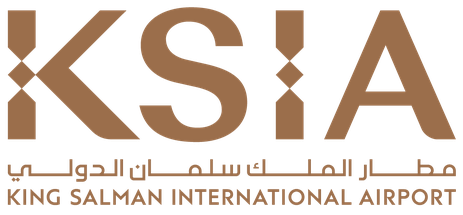 KSIA
مطار الملك سلمان الدولي
KING SALMAN INTERNATIONAL AIRPORT